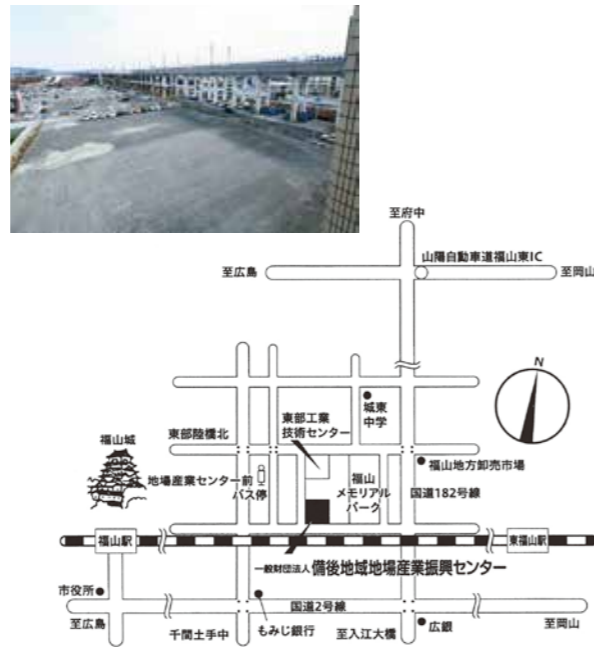 至府中
山陽自動車道福山東IC
至広島
至岡山
N
城東
中学
東部工業
技術センター
東部陸橋北
福山城
地場産業センター前
バス停
福山
メモリアル
パーク
福山地方卸売市場
国道182号線
福山駅
東福山駅
一般財団法人 備後地域地場産業振興センター
市役所
国道2号線
至広島
千間土手中
もみじ銀行
至入江大橋
広銀
至岡山